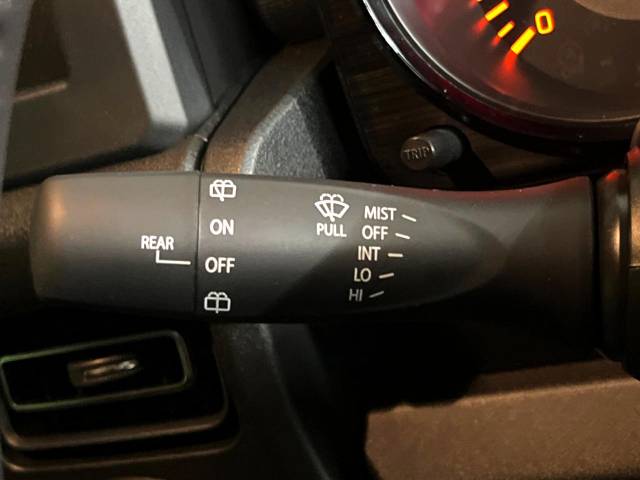 TRIP
0
REAR
ON
OFF
PULL
MIST
OFF
INT
LO
HI